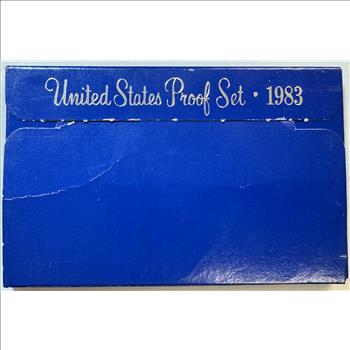 United States Proof Set · 1983